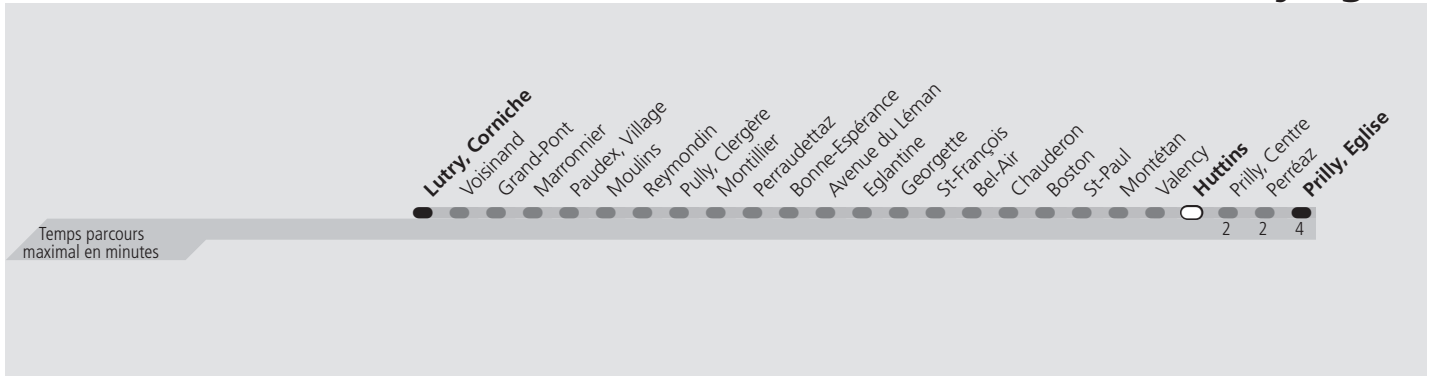 Lutry, Corniche
Voisinand
Grand-Pont
Marronnier
Paudex, Village
Moulins
Reymondin
Pully, Clergère
Montillier
Perraudettaz
Bonne-Espérance
Avenue du Léman
Eglantine
Georgette
St-François
Bel-Air
Chauderon
Boston
St-Paul
Montétan
Valency
Huttins
Prilly, Centre
Perréaz
Prilly, Eglise
Temps parcours
maximal en minutes
2 2 4